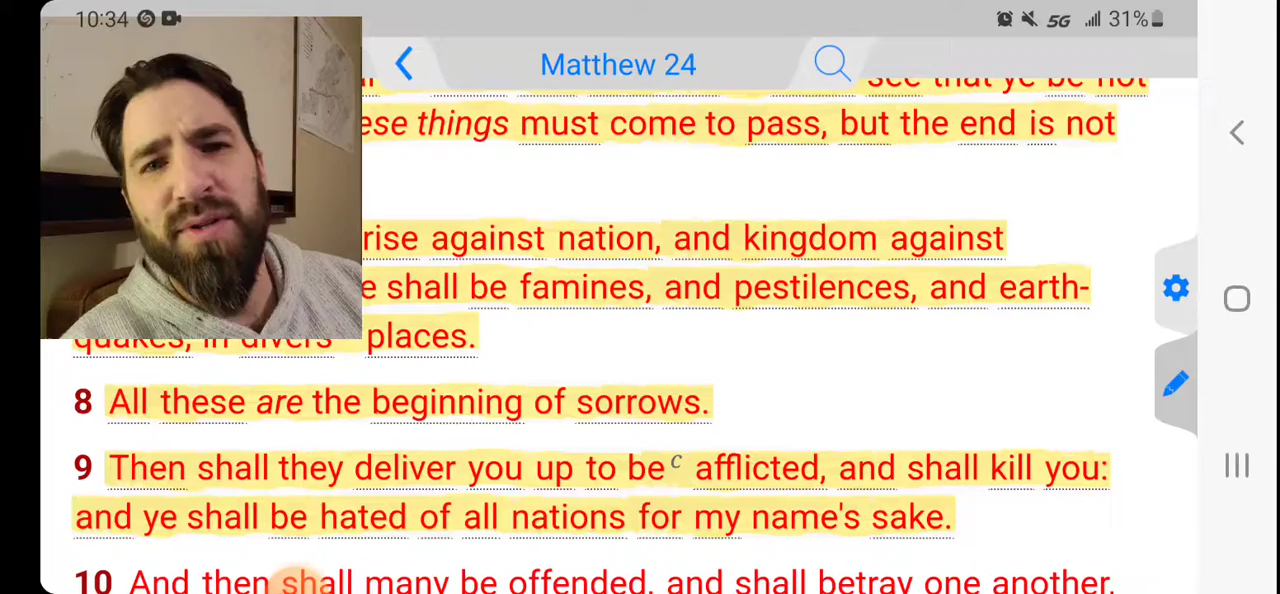 10:34
5G 31%
Matthew 24
see that ye be not
ese things must come to pass, but the end is not
rise against nation, and kingdom against
e shall be famines, and pestilences, and earth-
quakes, in divers places.
8 All these are the beginning of sorrows.
9 Then shall they deliver you up to be c afflicted, and shall kill you:
and ye shall be hated of all nations for my name's sake.
10 And then shall many be offended, and shall betray one another,